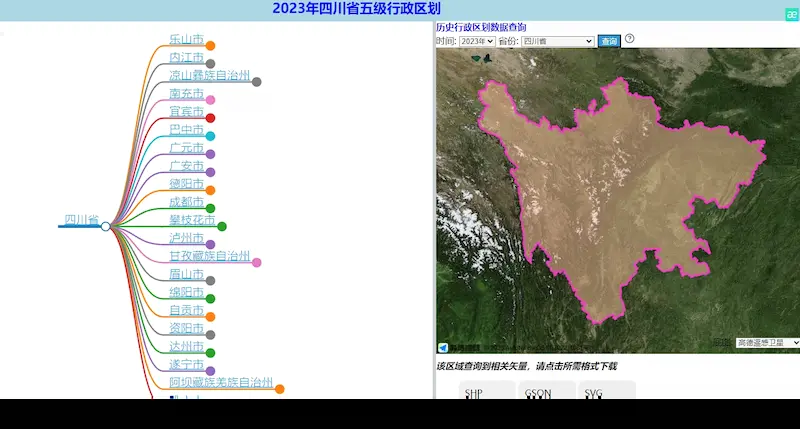 2023年四川省五级行政区划
æ
四川省
乐山市
内江市
凉山彝族自治州
南充市
宜宾市
巴中市
广元市
广安市
德阳市
成都市
攀枝花市
泸州市
甘孜藏族自治州
眉山市
绵阳市
自贡市
资阳市
达州市
遂宁市
阿坝藏族羌族自治州
历史行政区划数据查询
时间: 2023年 省份: 四川省 查询 ?
高德遥感卫星
该区域查询到相关矢量，请点击所需格式下载
SHP GSON SVG